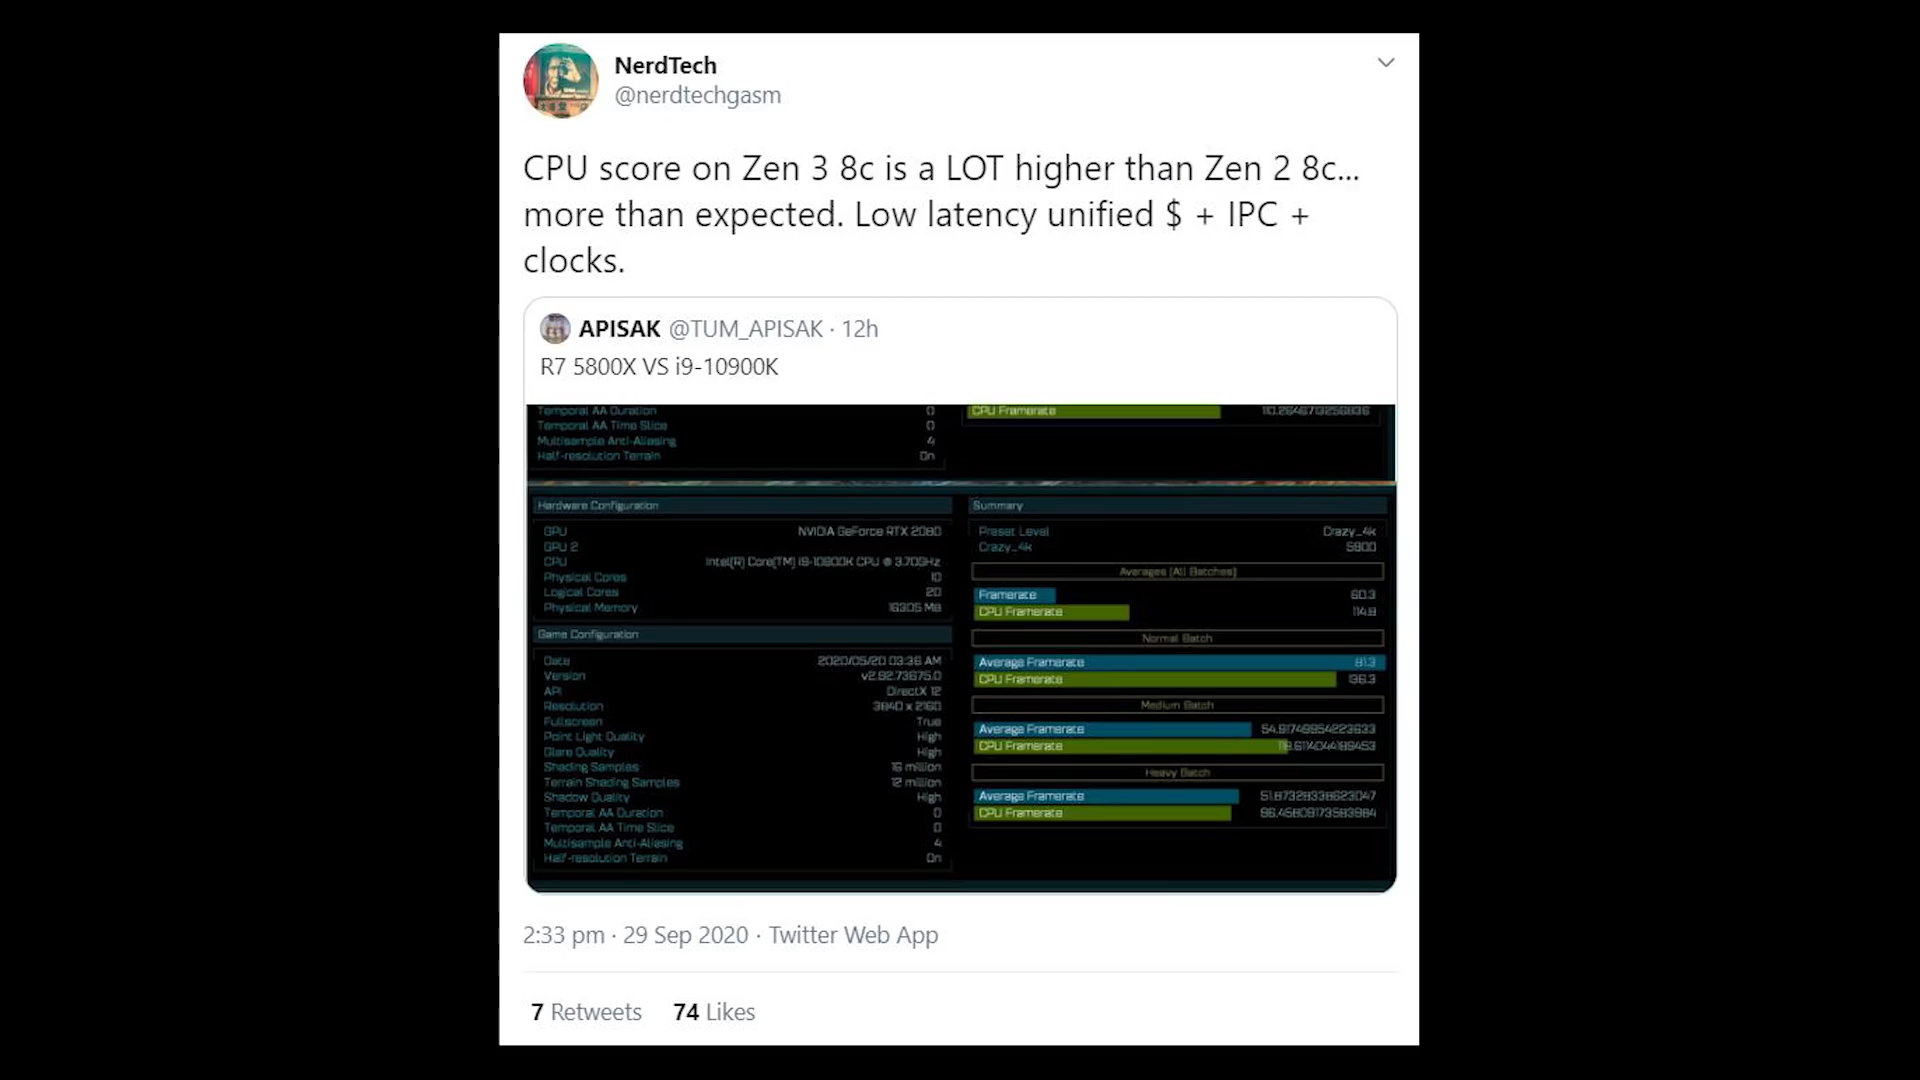 NerdTech
@nerdtechgasm
CPU score on Zen 3 8c is a LOT higher than Zen 2 8c...
more than expected. Low latency unified $ + IPC +
clocks.
APISAK @TUM_APISAK · 12h
R7 5800X VS i9-10900K
Temporal AA Duration 0
Temporal AA Time Slice 0
Multisample Anti-Aliasing 4
Half-resolution Terrain On
CPU Framerate
Hardware Configuration
GPU NVIDIA GeForce RTX 2080
GPU 2
CPU Intel(R) Core(TM) i9-10900K CPU @ 3.70GHz
Physical Cores 10
Logical Cores 20
Physical Memory 16305 MB
Game Configuration
Date 2020/05/20 03:36 AM
Version v2.82.73675.0
API DirectX 12
Resolution 3840 x 2160
Fullscreen True
Point Light Quality High
Glare Quality High
Shading Samples 16 million
Terrain Shading Samples 12 million
Shadow Quality High
Temporal AA Duration 0
Temporal AA Time Slice 0
Multisample Anti-Aliasing 4
Half-resolution Terrain On
Summary
Preset Level Crazy_4k
Crazy_4k 5900
Averages (All Batches)
Framerate 60.3
CPU Framerate 114.8
Normal Batch
Average Framerate 81.3
CPU Framerate 136.3
Medium Batch
Average Framerate
CPU Framerate
Heavy Batch
Average Framerate
CPU Framerate
2:33 pm · 29 Sep 2020 · Twitter Web App
7 Retweets 74 Likes